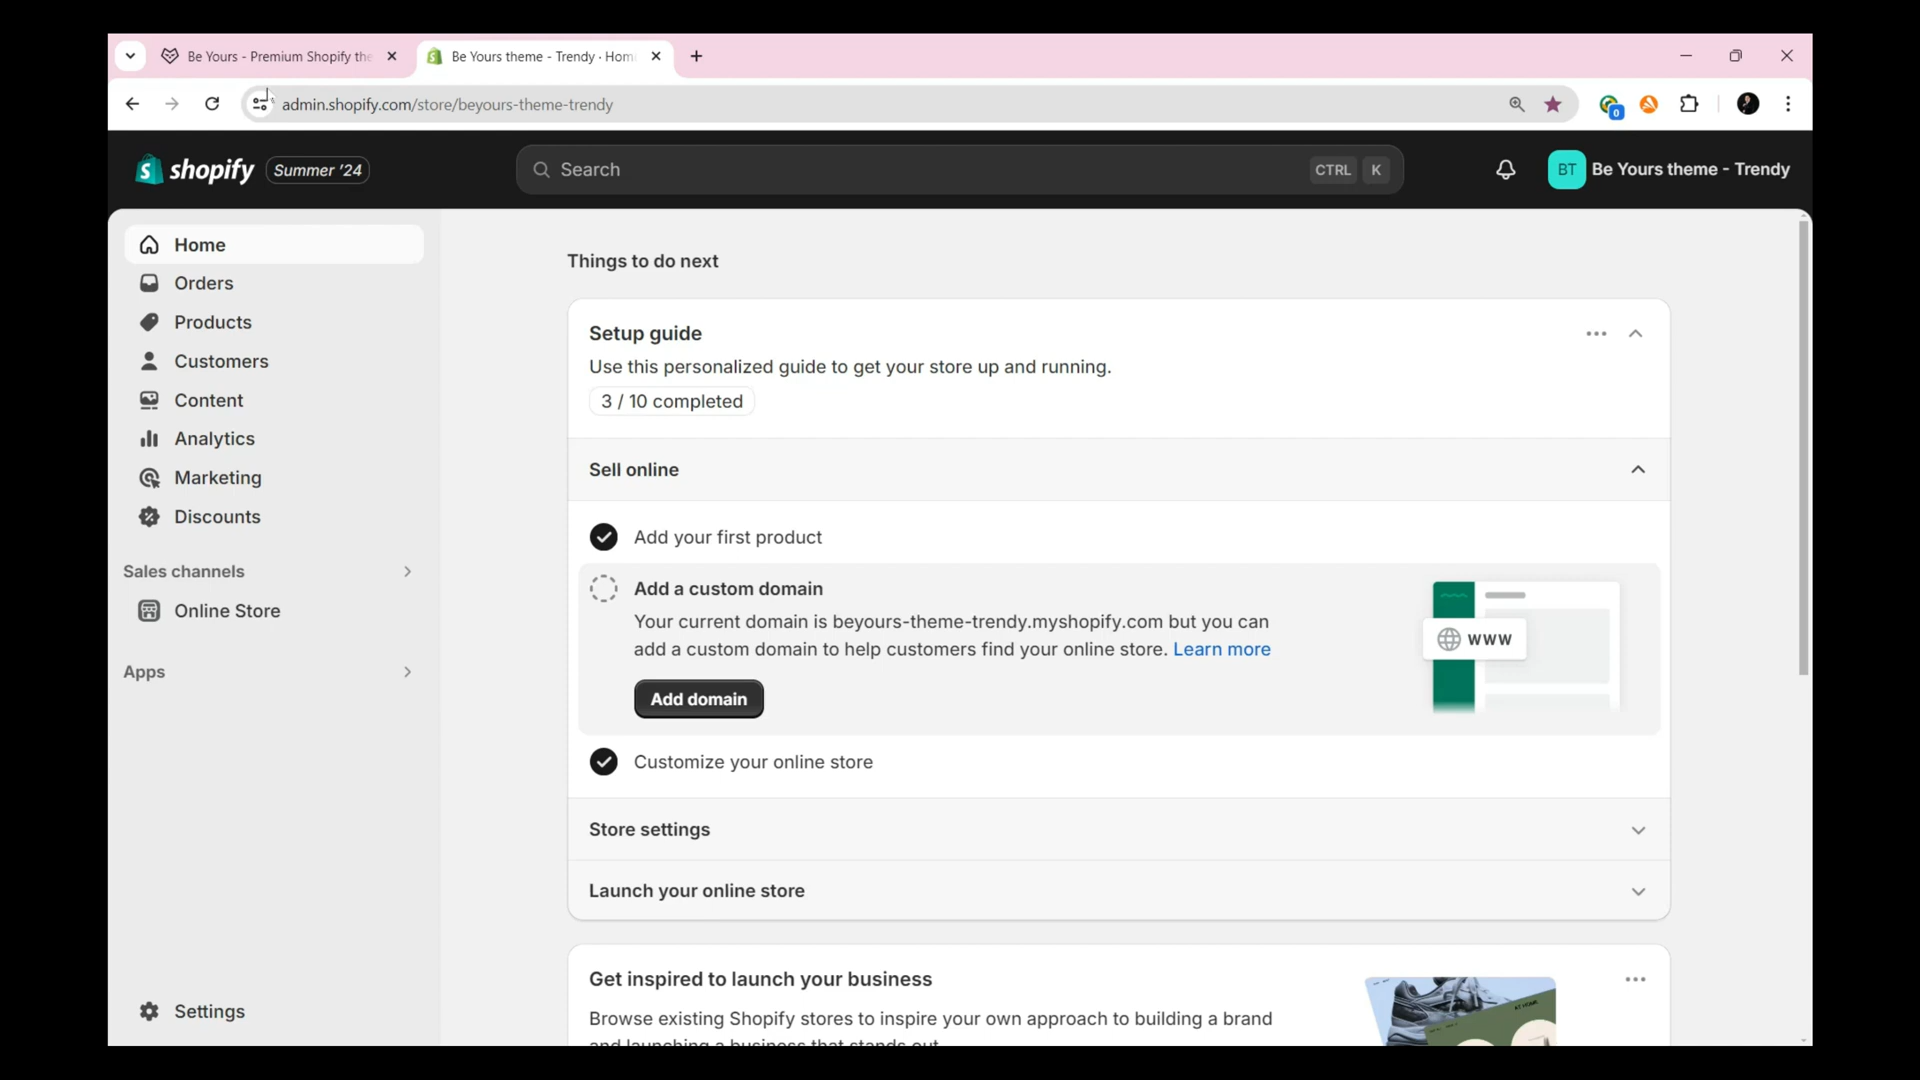 Be Yours - Premium Shopify the
Be Yours theme - Trendy · Hom
admin.shopify.com/store/beyours-theme-trendy
0
shopify
Summer '24
Search
CTRL
K
BT
Be Yours theme - Trendy
Home
Orders
Products
Customers
Content
Analytics
Marketing
Discounts
Sales channels
Online Store
Apps
Settings
Things to do next
Setup guide
Use this personalized guide to get your store up and running.
3 / 10 completed
Sell online
Add your first product
Add a custom domain
Your current domain is beyours-theme-trendy.myshopify.com but you can
add a custom domain to help customers find your online store. Learn more
Add domain
www
Customize your online store
Store settings
Launch your online store
Get inspired to launch your business
Browse existing Shopify stores to inspire your own approach to building a brand
and launching a business that stands out.